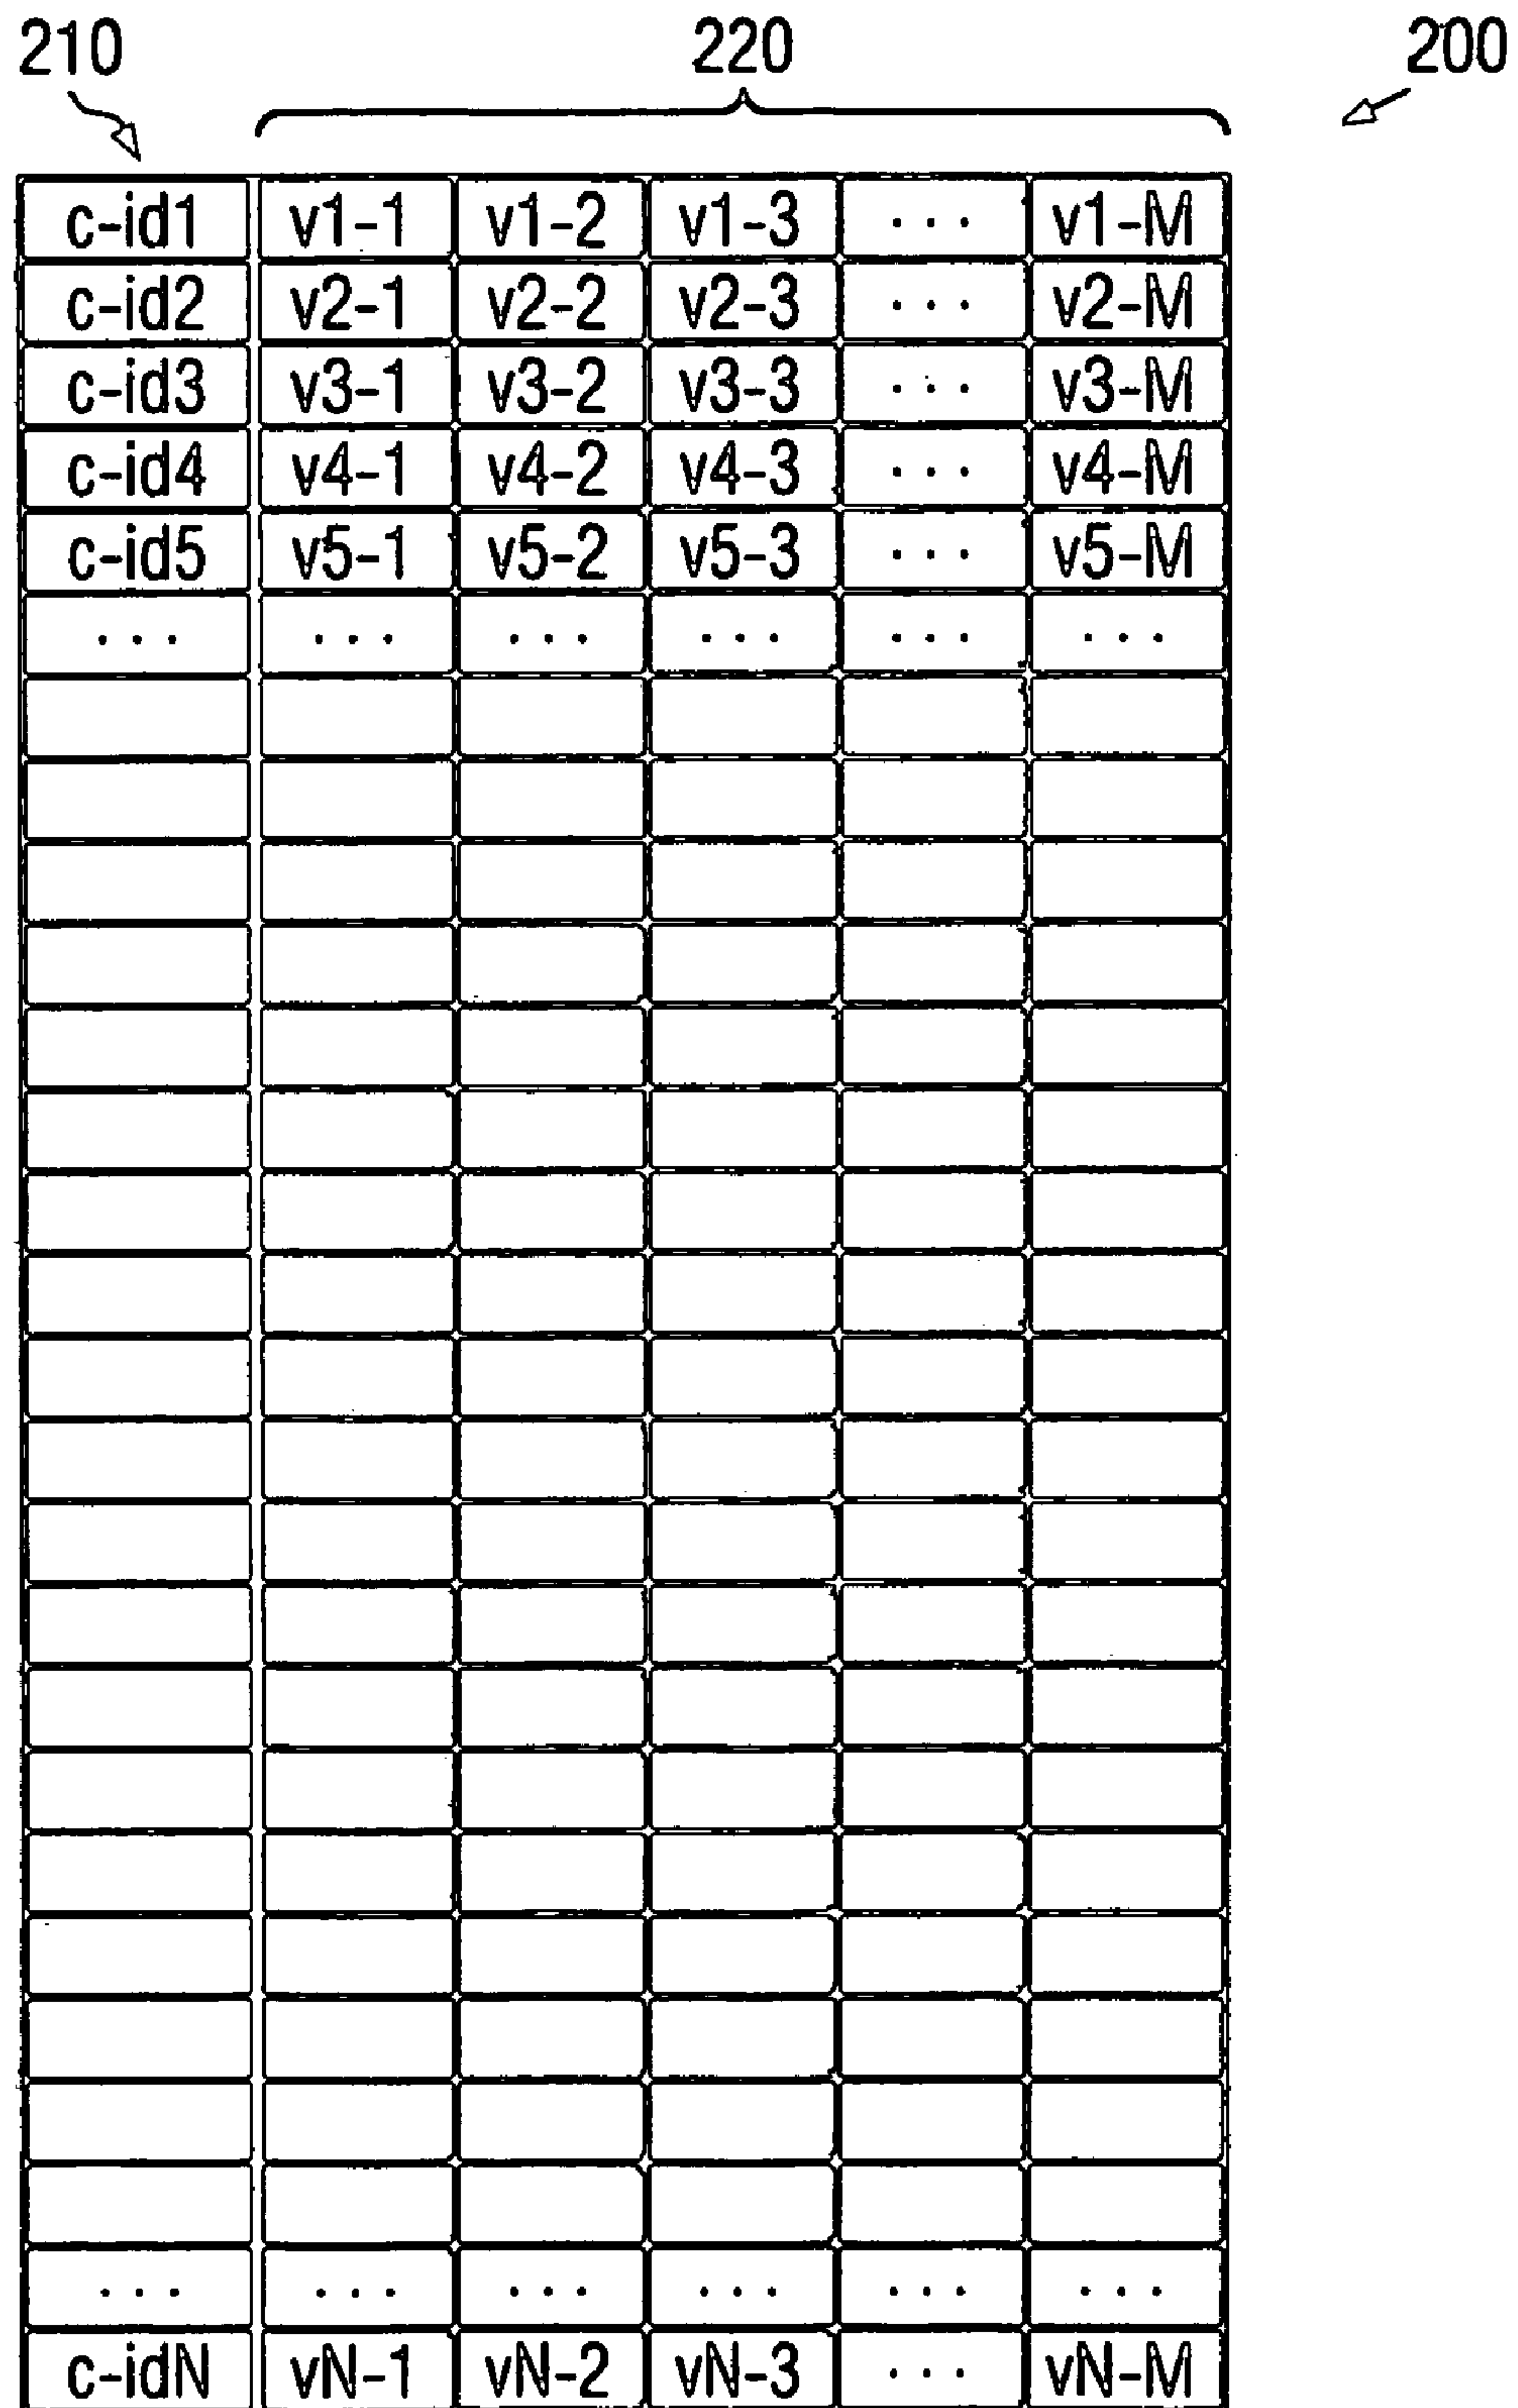 210 220 200
c-id1 v1-1 v1-2 v1-3 ... v1-M
c-id2 v2-1 v2-2 v2-3 ... v2-M
c-id3 v3-1 v3-2 v3-3 ... v3-M
c-id4 v4-1 v4-2 v4-3 ... v4-M
c-id5 v5-1 v5-2 v5-3 ... v5-M
... ... ... ... ... ...
... ... ... ... ... ...
c-idN vN-1 vN-2 vN-3 ... vN-M